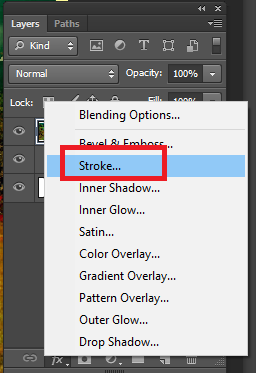 Layers Paths
Kind
Normal Opacity: 100%
Lock: Fill: 100%
Blending Options...
Bevel & Emboss...
Stroke...
Inner Shadow...
Inner Glow...
Satin...
Color Overlay...
Gradient Overlay...
Pattern Overlay...
Outer Glow...
Drop Shadow...
fx